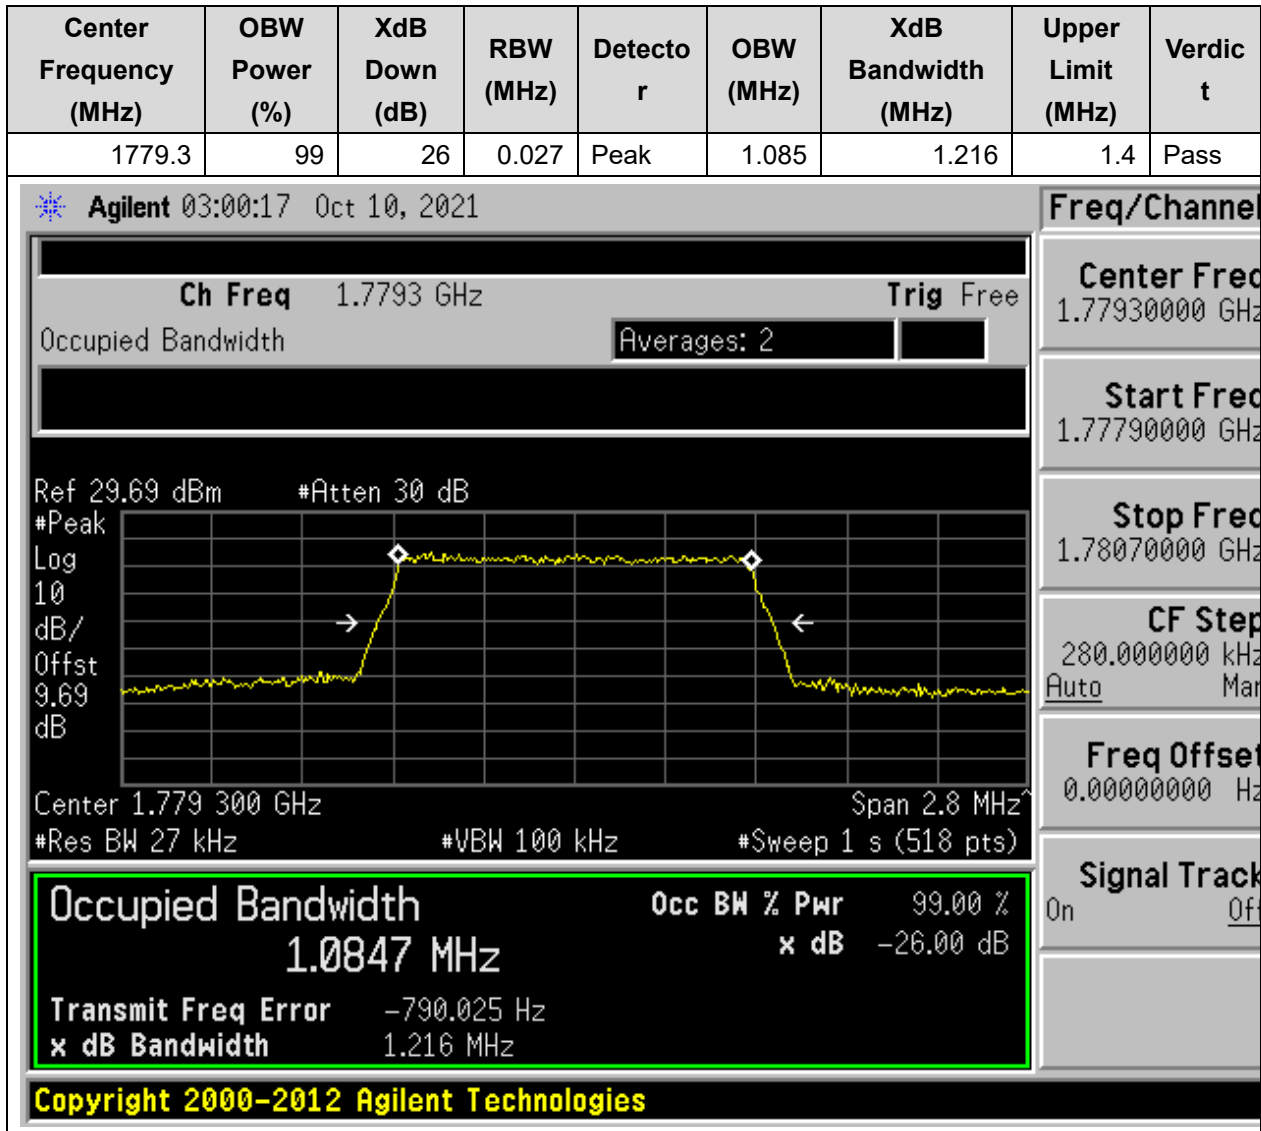 Center Frequency (MHz) OBW Power (%) XdB Down (dB) RBW (MHz) Detector OBW (MHz) XdB Bandwidth (MHz) Upper Limit (MHz) Verdict
1779.3 99 26 0.027 Peak 1.085 1.216 1.4 Pass
Agilent 03:00:17 Oct 10, 2021
Freq/Channel
Ch Freq 1.7793 GHz Trig Free
Occupied Bandwidth Averages: 2
Center Freq
1.77930000 GHz
Start Freq
1.77790000 GHz
Stop Freq
1.78070000 GHz
CF Step
280.000000 kHz
Auto Man
Freq Offset
0.00000000 Hz
Signal Track
On Off
Ref 29.69 dBm #Atten 30 dB
#Peak
Log
10
dB/
Offst
9.69
dB
Center 1.779 300 GHz Span 2.8 MHz^
#Res BW 27 kHz #VBW 100 kHz #Sweep 1 s (518 pts)
Occupied Bandwidth Occ BW % Pwr 99.00 %
1.0847 MHz x dB -26.00 dB
Transmit Freq Error -790.025 Hz
x dB Bandwidth 1.216 MHz
Copyright 2000-2012 Agilent Technologies